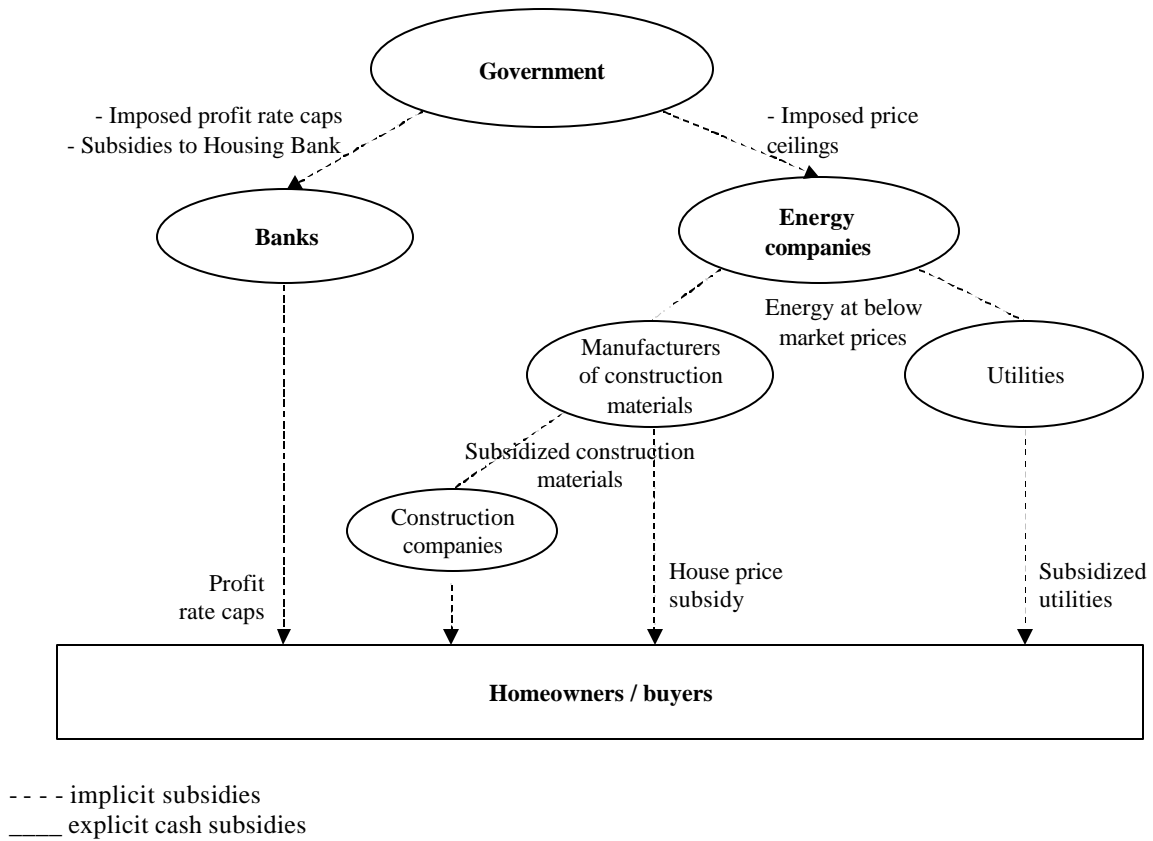 Government
- Imposed profit rate caps
- Subsidies to Housing Bank
- Imposed price
ceilings
Banks
Energy
companies
Energy at below
market prices
Manufacturers
of construction
materials
Utilities
Subsidized construction
materials
Construction
companies
Profit
rate caps
House price
subsidy
Subsidized
utilities
Homeowners / buyers
- - - - implicit subsidies
____ explicit cash subsidies